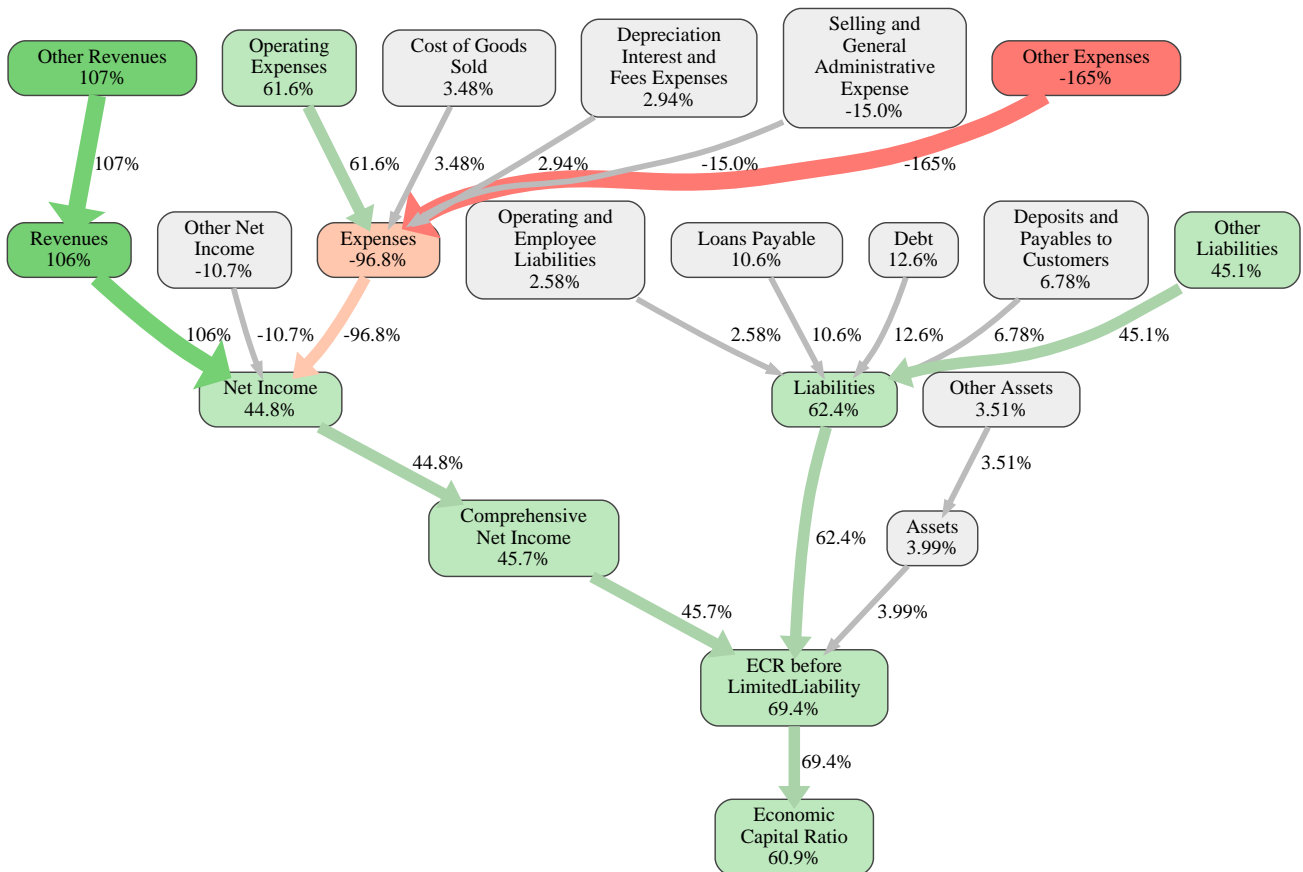 Other Revenues
107%
Operating
Expenses
61.6%
Cost of Goods
Sold
3.48%
Depreciation
Interest and
Fees Expenses
2.94%
Selling and
General
Administrative
Expense
-15.0%
Other Expenses
-165%
107%
61.6%
3.48%
2.94%
-15.0%
-165%
Revenues
106%
Other Net
Income
-10.7%
Expenses
-96.8%
Operating and
Employee
Liabilities
2.58%
Loans Payable
10.6%
Debt
12.6%
Deposits and
Payables to
Customers
6.78%
Other
Liabilities
45.1%
106%
-10.7%
-96.8%
2.58%
10.6%
12.6%
6.78%
45.1%
Net Income
44.8%
Liabilities
62.4%
Other Assets
3.51%
44.8%
3.51%
Comprehensive
Net Income
45.7%
62.4%
Assets
3.99%
45.7%
3.99%
ECR before
LimitedLiability
69.4%
69.4%
Economic
Capital Ratio
60.9%